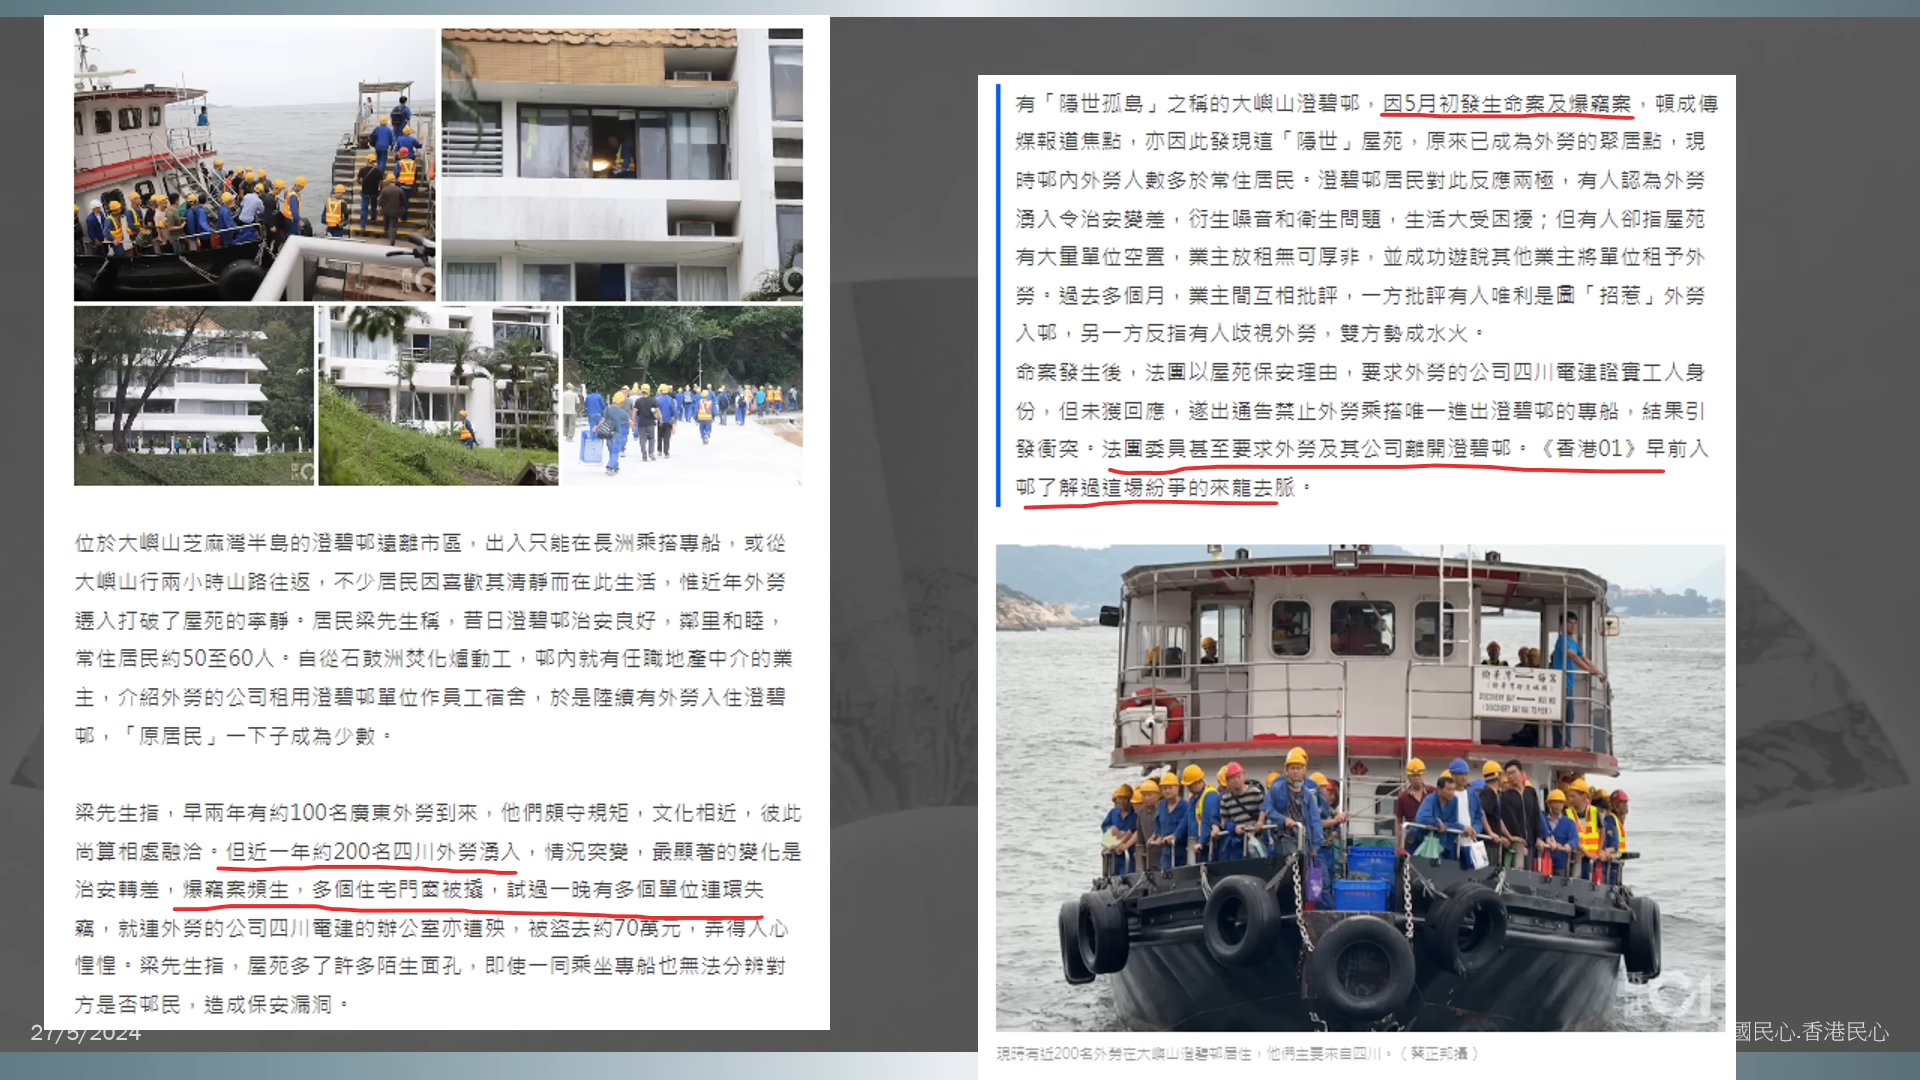 位於大嶼山芝麻灣半島的澄碧邨遠離市區，出入只能在長洲乘搭專船，或從
大嶼山行兩小時山路往返，不少居民因喜歡其清靜而在此生活，惟近年外勞
遷入打破了屋苑的寧靜。居民梁先生稱，昔日澄碧邨治安良好，鄰里和睦，
常住居民約50至60人。自從石鼓洲焚化爐動工，邨內就有任職地產中介的業
主，介紹外勞的公司租用澄碧邨單位作員工宿舍，於是陸續有外勞入住澄碧
邨，「原居民」一下子成為少數。
梁先生指，早兩年有約100名廣東外勞到來，他們頗守規矩，文化相近，彼此
尚算相處融洽。但近一年約200名四川外勞湧入，情況突變，最顯著的變化是
治安轉差，爆竊案頻生，多個住宅門窗被撬，試過一晚有多個單位連環失
竊，就連外勞的公司四川電建的辦公室亦遭殃，被盜去約70萬元，弄得人心
惶惶。梁先生指，屋苑多了許多陌生面孔，即使一同乘坐專船也無法分辨對
方是否邨民，造成保安漏洞。
27/5/2024
有「隱世孤島」之稱的大嶼山澄碧邨，因5月初發生命案及爆竊案，頓成傳
媒報道焦點，亦因此發現這「隱世」屋苑，原來已成為外勞的聚居點，現
時邨內外勞人數多於常住居民。澄碧邨居民對此反應兩極，有人認為外勞
湧入令治安變差，衍生噪音和衛生問題，生活大受困擾；但有人卻指屋苑
有大量單位空置，業主放租無可厚非，並成功遊說其他業主將單位租予外
勞。過去多個月，業主間互相批評，一方批評有人唯利是圖「招惹」外勞
入邨，另一方反指有人歧視外勞，雙方勢成水火。
命案發生後，法團以屋苑保安理由，要求外勞的公司四川電建證實工人身
份，但未獲回應，遂出通告禁止外勞乘搭唯一進出澄碧邨的專船，結果引
發衝突。法團委員甚至要求外勞及其公司離開澄碧邨。《香港01》早前入
邨了解過這場紛爭的來龍去脈。
DISCOVERY BAY MUI WO
現時有近200名外勞在大嶼山澄碧邨居住，他們主要來自四川。（蔡正邦攝）
國民心.香港民心